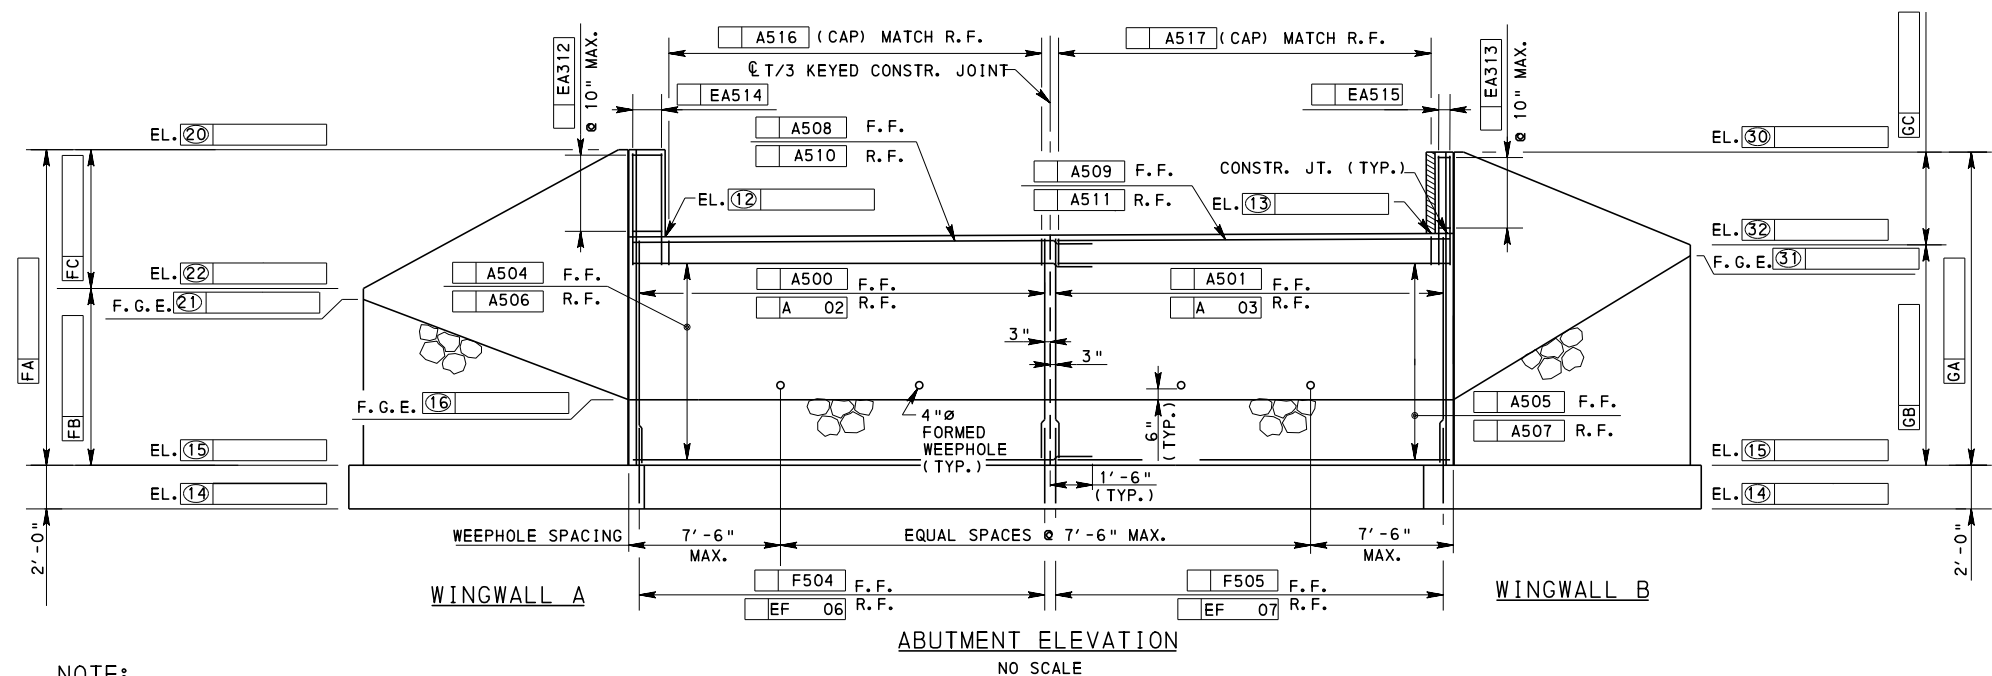 A516 (CAP) MATCH R.F.
A517 (CAP) MATCH R.F.
℄ T/3 KEYED CONSTR. JOINT
EA312
@ 10" MAX.
EA313
@ 10" MAX.
GC
EA514
EA515
A508 F.F.
A510 R.F.
EL. 20
EL. 30
A509 F.F.
A511 R.F.
CONSTR. JT. (TYP.)
EL. 12
EL. 13
EL. 32
FC
EL. 22
F.G.E. 21
F.G.E. 31
A504 F.F.
A506 R.F.
A500 F.F.
A 02 R.F.
A501 F.F.
A 03 R.F.
FA
GA
3"
3"
FB
GB
F.G.E. 16
4"Ø
FORMED
WEEPHOLE
(TYP.)
6"
(TYP.)
A505 F.F.
A507 R.F.
EL. 15
EL. 15
EL. 14
EL. 14
1'-6"
(TYP.)
2'-0"
2'-0"
WEEPHOLE SPACING
7'-6"
MAX.
EQUAL SPACES @ 7'-6" MAX.
7'-6"
MAX.
F504 F.F.
EF 06 R.F.
F505 F.F.
EF 07 R.F.
WINGWALL A
WINGWALL B
ABUTMENT ELEVATION
NO SCALE
NOTE: